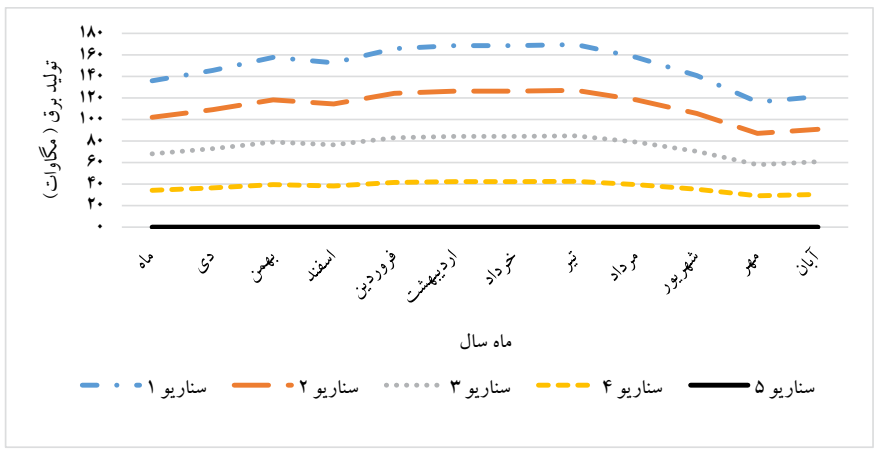 ۱۸۰
۱۶۰
۱۴۰
۱۲۰
۱۰۰
۸۰
۶۰
۴۰
۲۰
۰
تولید برق ( مگاوات)
ماه
دی
بهمن
اسفند
فروردین
اردیبهشت
خرداد
تیر
مرداد
شهریور
مهر
آبان
ماه سال
سناریو ۱
سناریو ۲
سناریو ۳
سناریو ۴
سناریو ۵